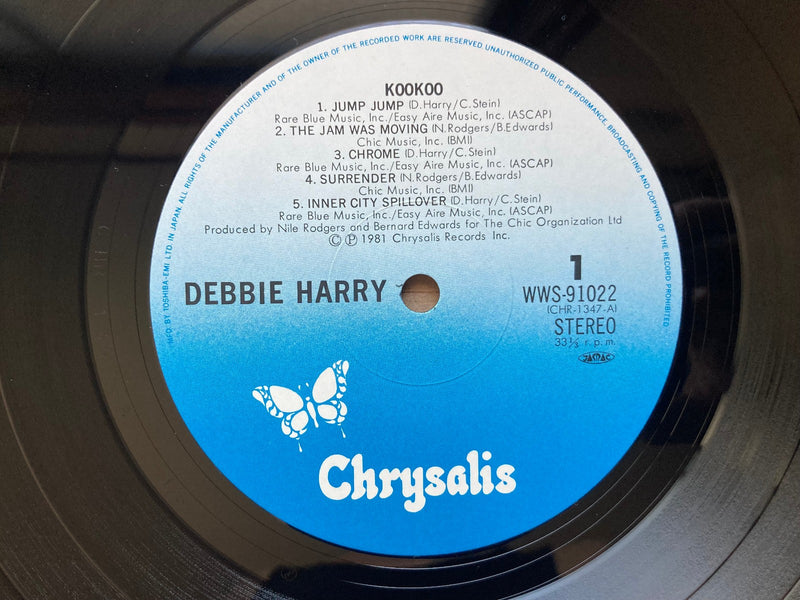 MFD. BY TOSHIBA-EMI LTD. IN JAPAN. ALL RIGHTS OF THE MANUFACTURER AND OF THE OWNER OF THE RECORDED WORK ARE RESERVED. UNAUTHORIZED PUBLIC PERFORMANCE, BROADCASTING AND COPYING OF THE RECORD PROHIBITED.
KOOKOO
1. JUMP JUMP (D.Harry/C.Stein)
Rare Blue Music, Inc./Easy Aire Music, Inc. (ASCAP)
2. THE JAM WAS MOVING (N.Rodgers/B.Edwards)
Chic Music, Inc. (BMI)
3. CHROME (D.Harry/C.Stein)
Rare Blue Music, Inc./Easy Aire Music, Inc. (ASCAP)
4. SURRENDER (N.Rodgers/B.Edwards)
Chic Music, Inc. (BMI)
5. INNER CITY SPILLOVER (D.Harry/C.Stein)
Rare Blue Music, Inc./Easy Aire Music, Inc. (ASCAP)
Produced by Nile Rodgers and Bernard Edwards for The Chic Organization Ltd
Ⓒ Ⓟ 1981 Chrysalis Records Inc.
DEBBIE HARRY
1
WWS-91022
(CHR-1347-A)
STEREO
33⅓ r.p.m.
JASRAC
Chrysalis